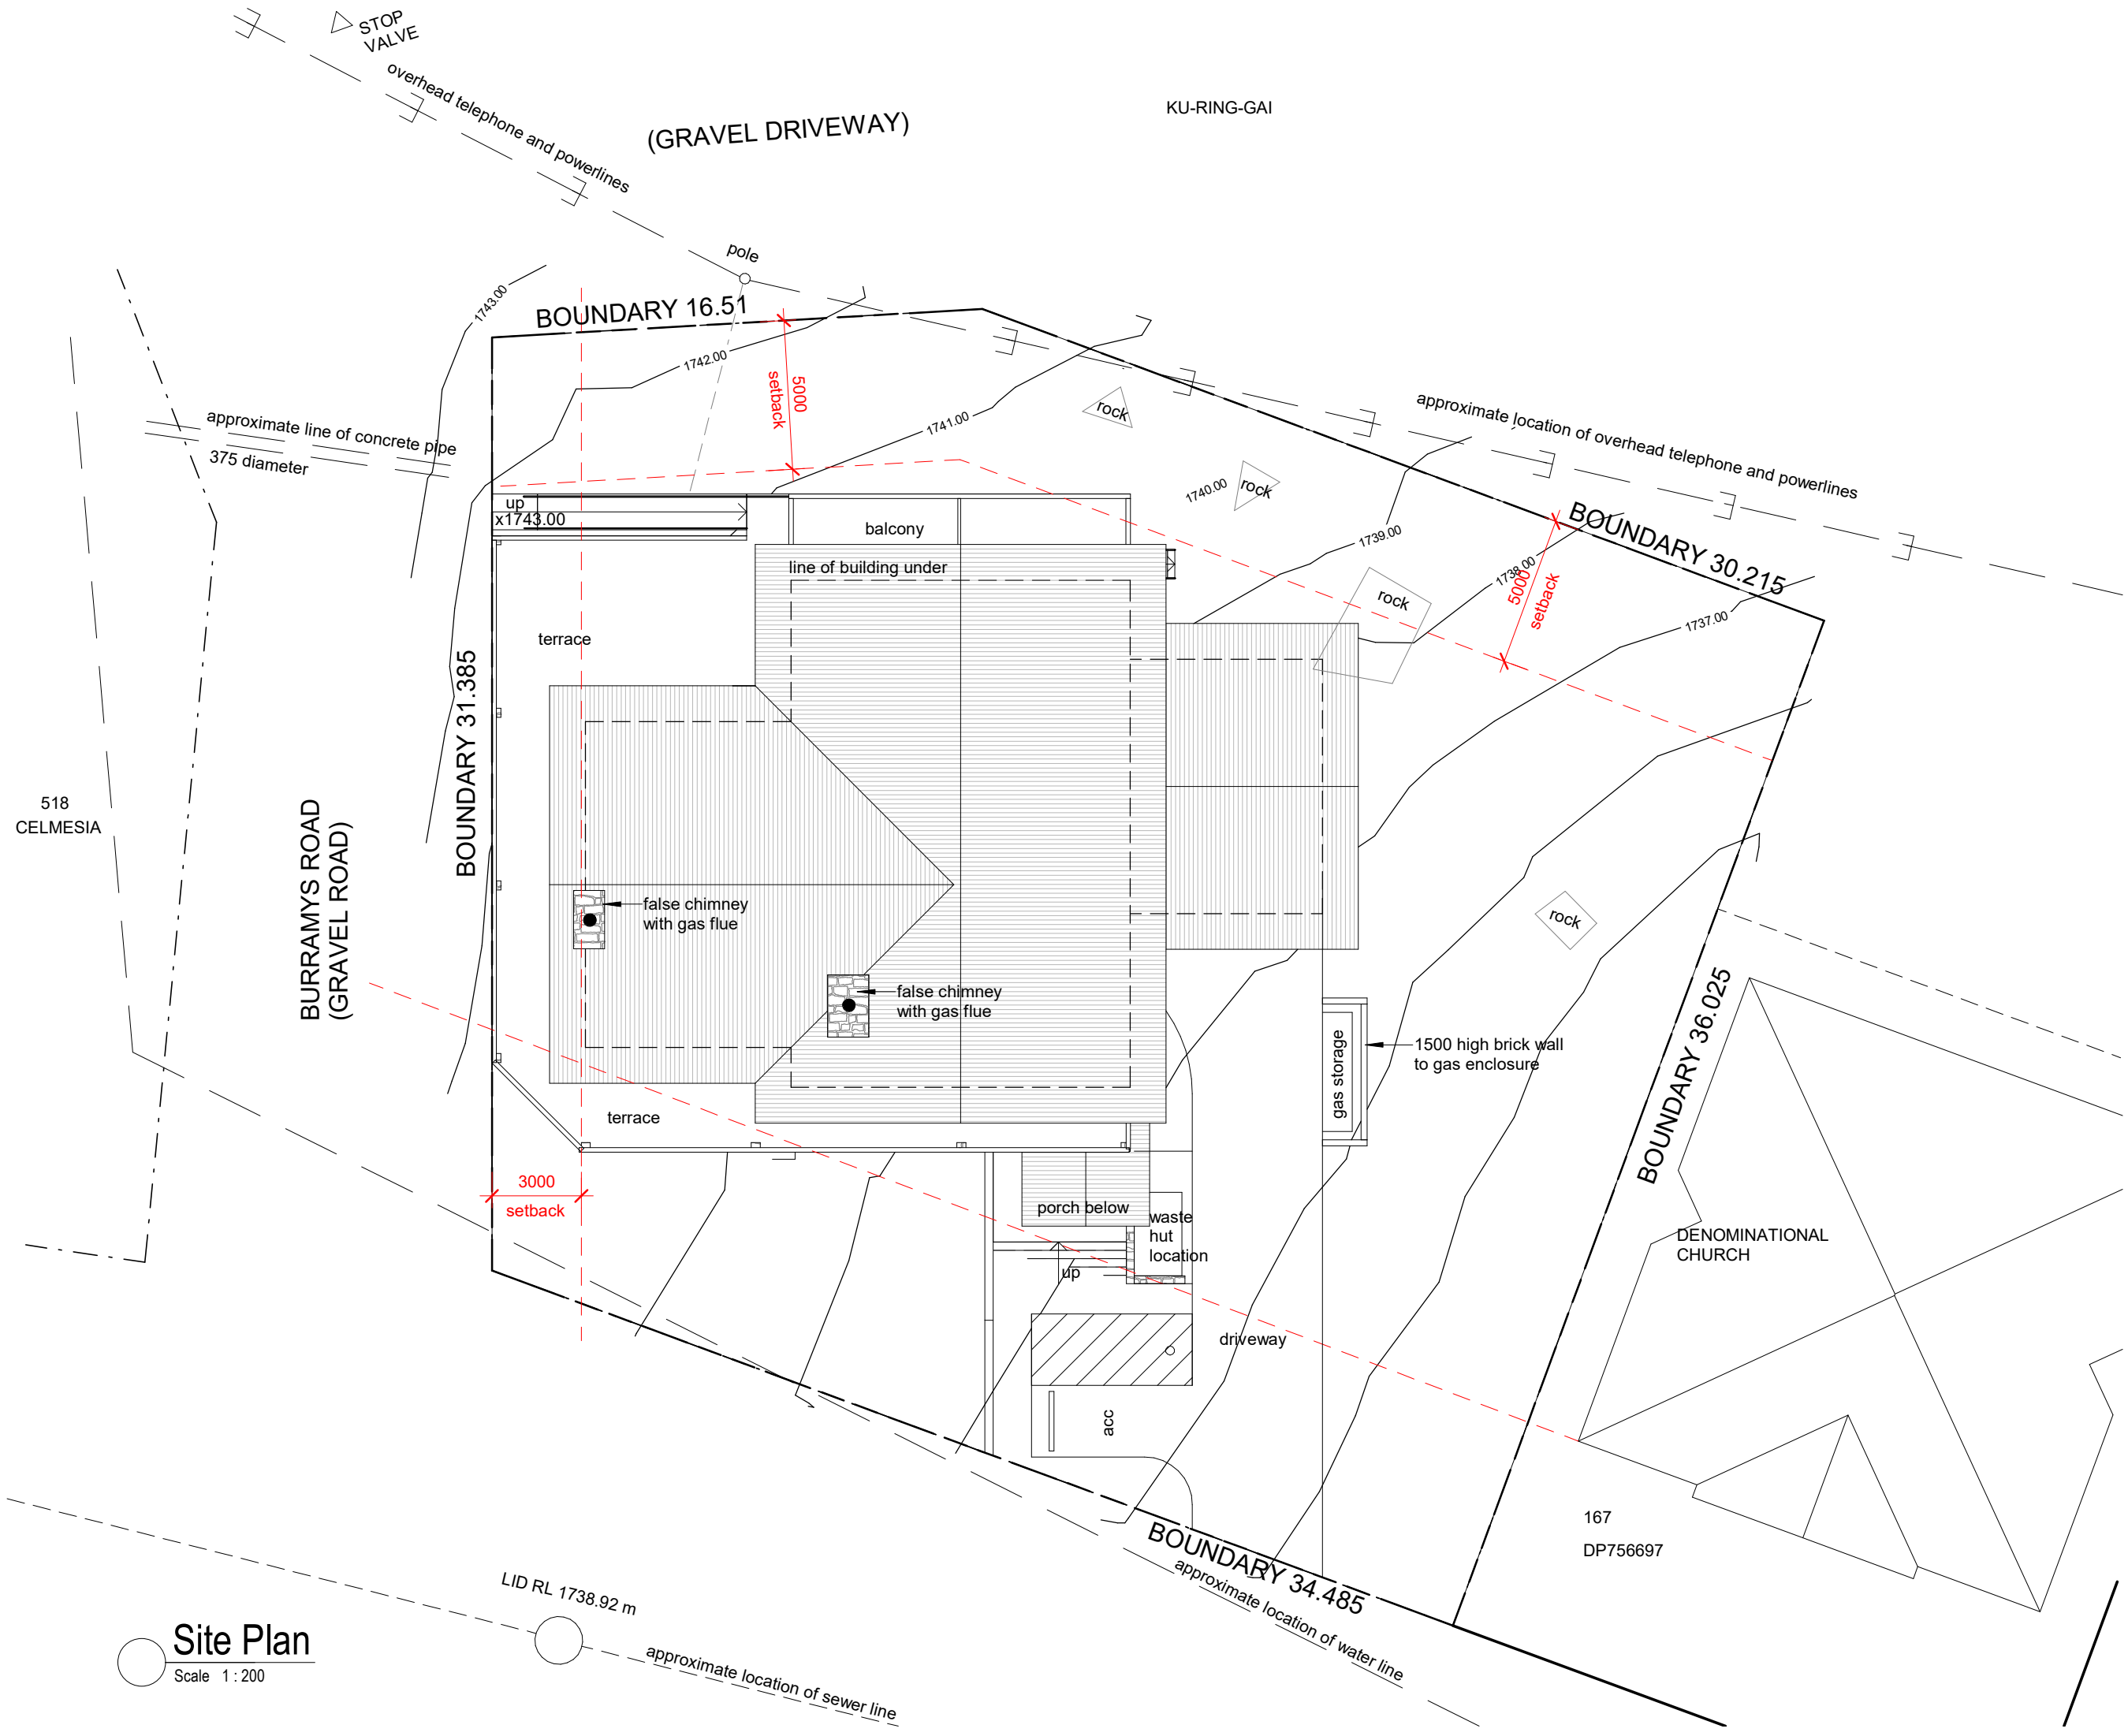 STOP
VALVE
overhead telephone and powerlines
(GRAVEL DRIVEWAY)
KU-RING-GAI
pole
1743.00
BOUNDARY 16.51
1742.00
5000
setback
1741.00
rock
approximate location of overhead telephone and powerlines
approximate line of concrete pipe
375 diameter
up
x1743.00
balcony
1740.00
rock
BOUNDARY 30.215
1739.00
line of building under
1738.00
5000
setback
rock
1737.00
terrace
BOUNDARY 31.385
518
CELMESIA
BURRAMYS ROAD
(GRAVEL ROAD)
false chimney
with gas flue
rock
false chimney
with gas flue
gas storage
1500 high brick wall
to gas enclosure
BOUNDARY 36.025
terrace
3000
setback
porch below
waste
hut
location
up
DENOMINATIONAL
CHURCH
driveway
acc
167
DP756697
BOUNDARY 34.485
approximate location of water line
LID RL 1738.92 m
approximate location of sewer line
Site Plan
Scale 1 : 200